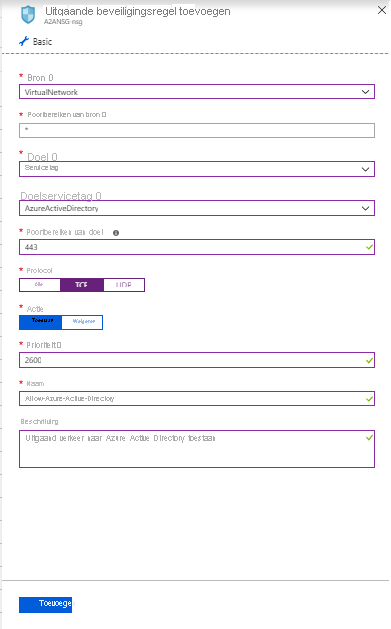 Uitgaande beveiligingsregel toevoegen
A2ANSG-nsg
Basic
* Bron 0
VirtualNetwork
* Poortbereiken van bron 0
*
* Doel 0
Servicetag
Doelservicetag 0
AzureActiveDirectory
* Poortbereiken van doel
443
* Protocol
Alle TCP UDP
* Actie
Toestaan Weigeren
* Prioriteit 0
2600
* Naam
Allow-Azure-Active-Directory
Beschrijving
Uitgaand verkeer naar Azure Active Directory toestaan
Toevoege